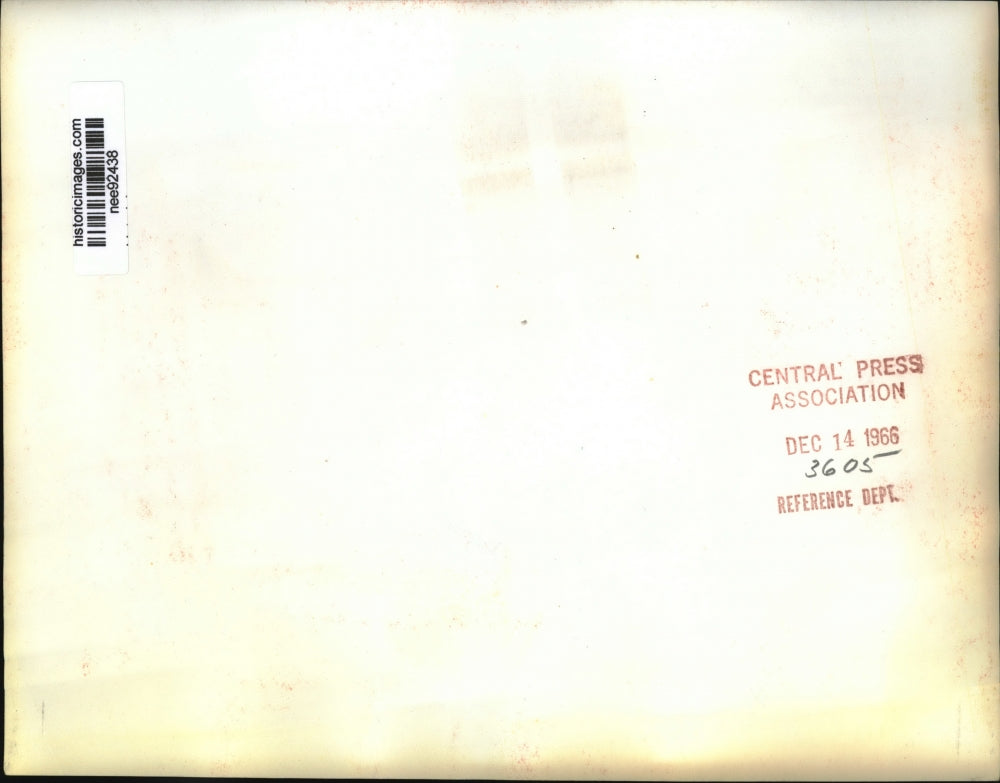 historicimages.com
nee92438
CENTRAL PRESS
ASSOCIATION
DEC 14 1966
3605
REFERENCE DEPT.